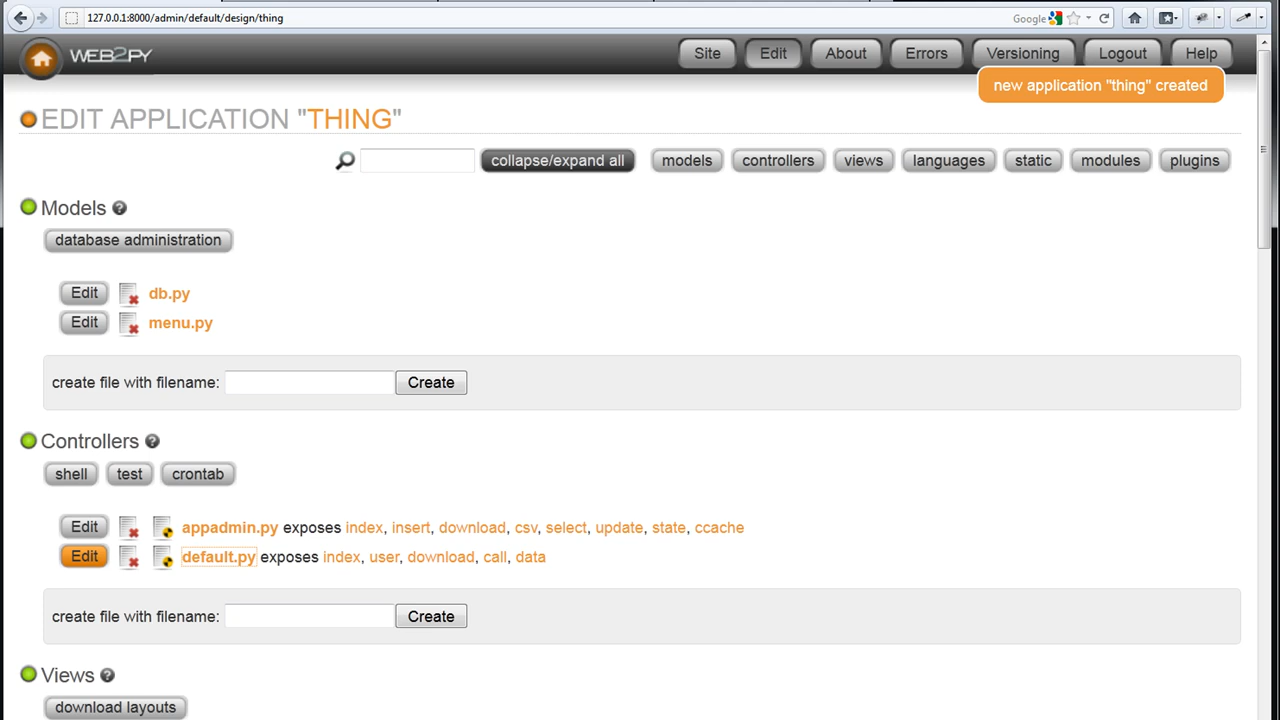 127.0.0.1:8000/admin/default/design/thing Google
WEB2PY Site Edit About Errors Versioning Logout Help
new application "thing" created
EDIT APPLICATION "THING"
collapse/expand all models controllers views languages static modules plugins
Models ?
database administration
Edit db.py
Edit menu.py
create file with filename: Create
Controllers ?
shell test crontab
Edit appadmin.py exposes index, insert, download, csv, select, update, state, ccache
Edit default.py exposes index, user, download, call, data
create file with filename: Create
Views ?
download layouts